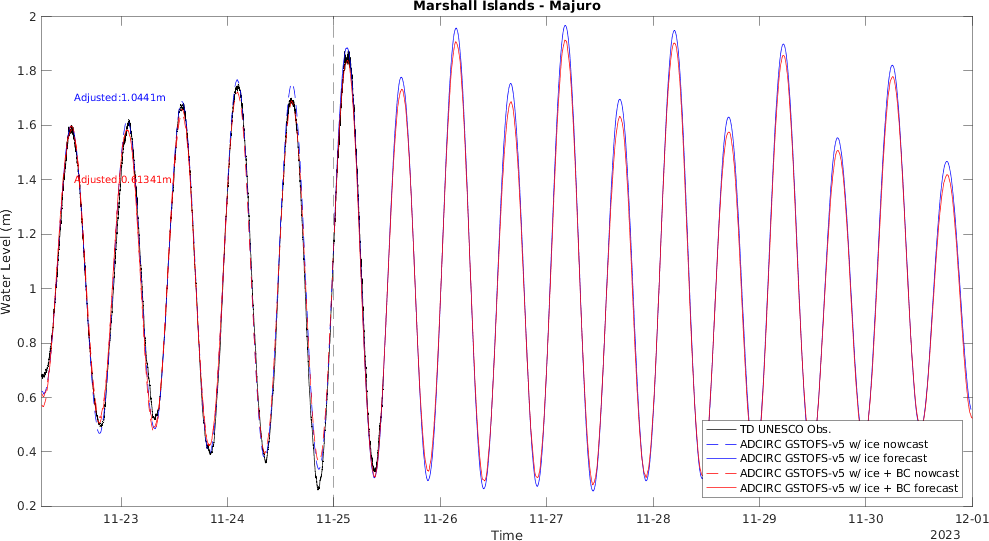 Marshall Islands - Majuro
2
1.8
1.6
1.4
1.2
1
0.8
0.6
0.4
0.2
Water Level (m)
Adjusted:1.0441m
Adjusted:0.61341m
TD UNESCO Obs.
ADCIRC GSTOFS-v5 w/ ice nowcast
ADCIRC GSTOFS-v5 w/ ice forecast
ADCIRC GSTOFS-v5 w/ ice + BC nowcast
ADCIRC GSTOFS-v5 w/ ice + BC forecast
11-23 11-24 11-25 11-26 11-27 11-28 11-29 11-30 12-01
Time
2023